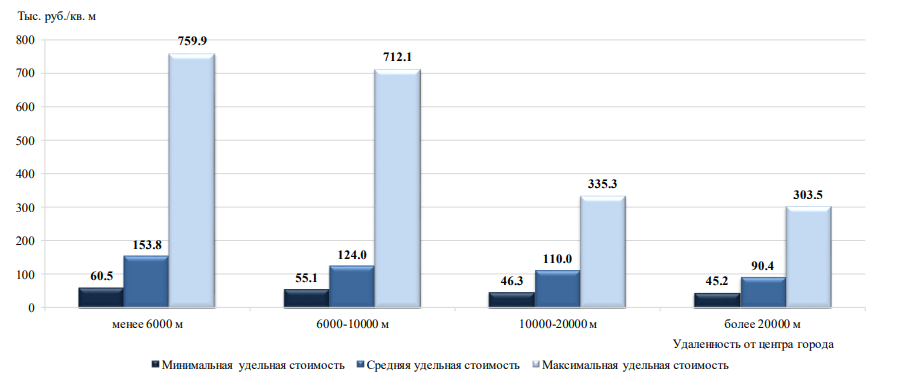 Тыс. руб./кв. м
800
700
600
500
400
300
200
100
0
60.5 153.8 759.9
55.1 124.0 712.1
46.3 110.0 335.3
45.2 90.4 303.5
менее 6000 м 6000-10000 м 10000-20000 м более 20000 м
Удаленность от центра города
Минимальная удельная стоимость Средняя удельная стоимость Максимальная удельная стоимость